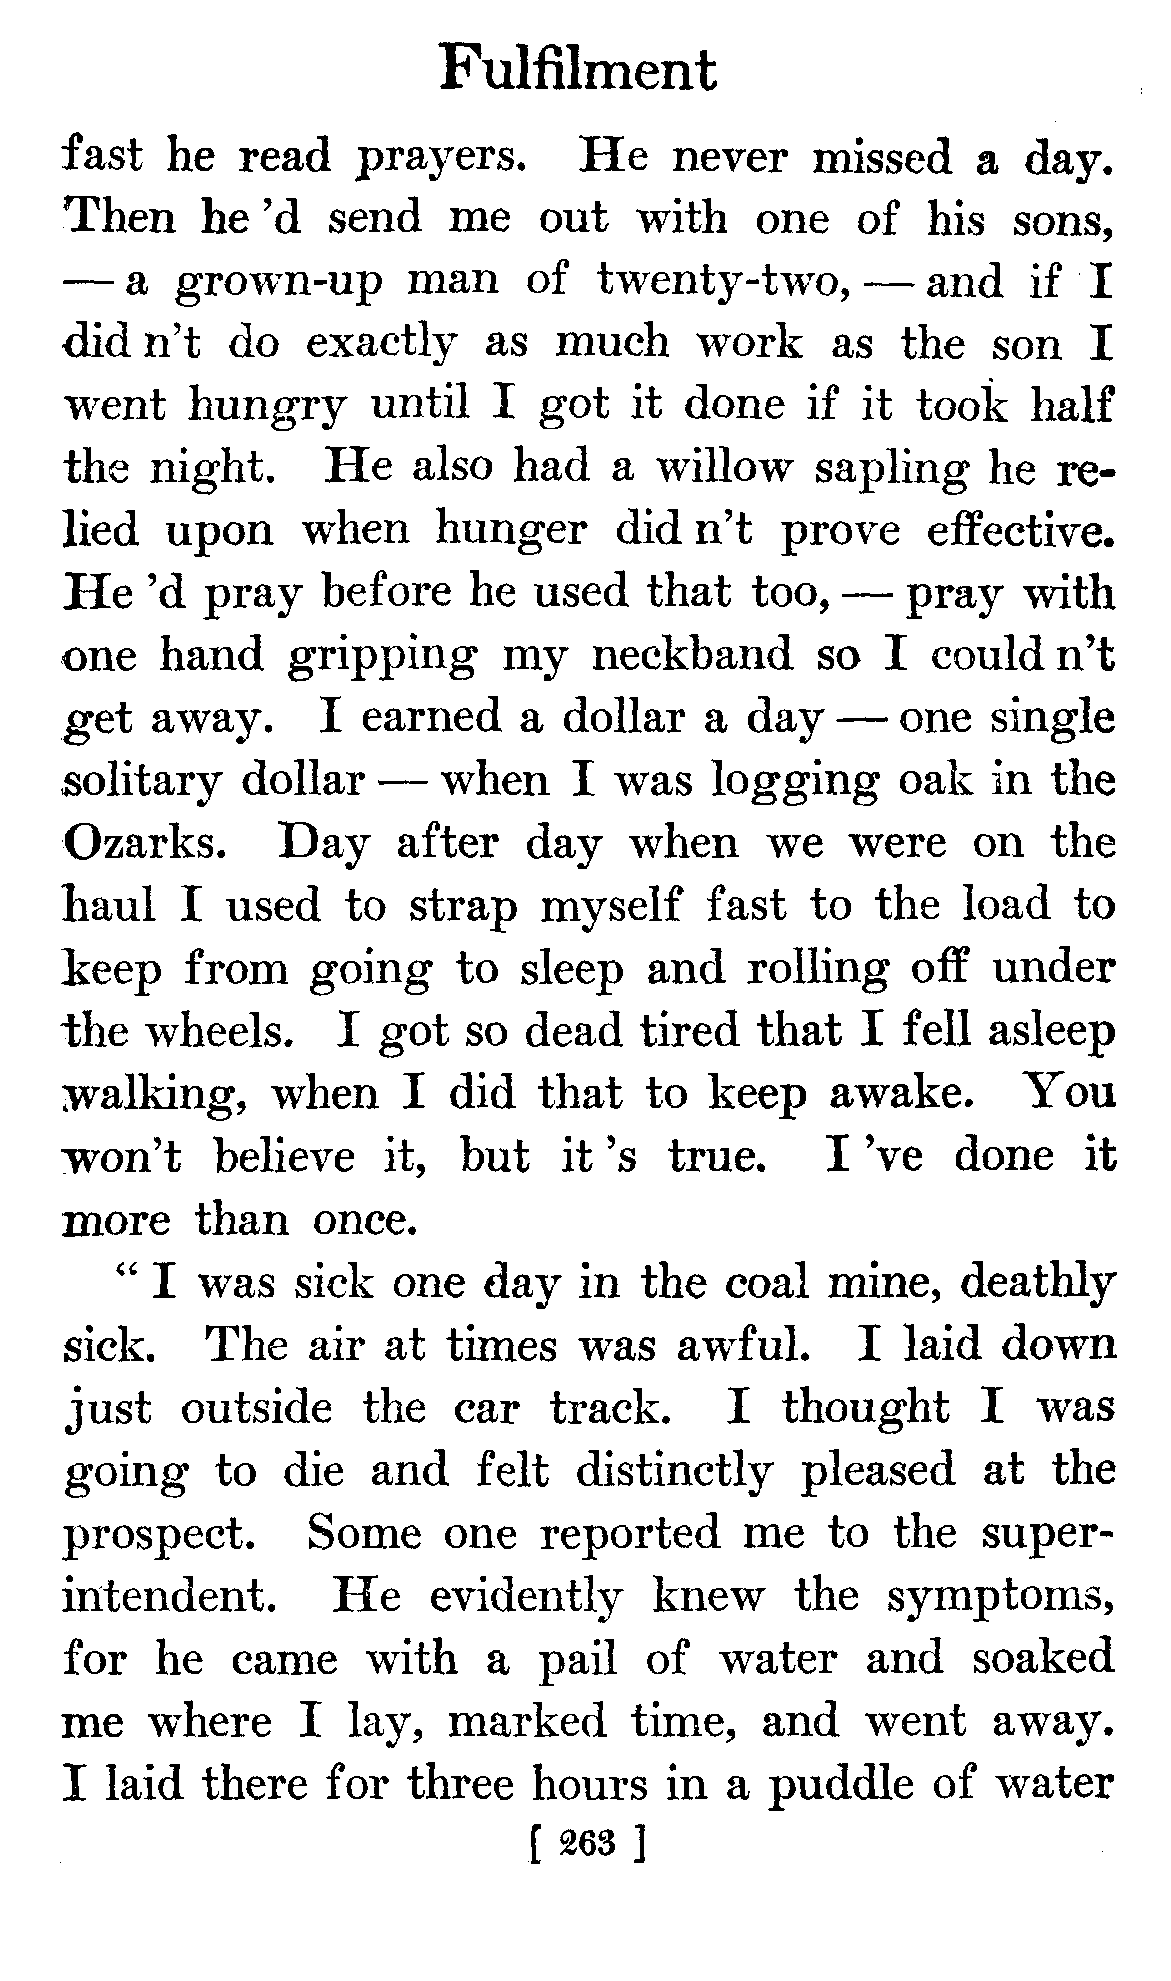 Fulfilment
fast he read prayers. He never missed a day.
Then he 'd send me out with one of his sons,
— a grown-up man of twenty-two, — and if I
did n't do exactly as much work as the son I
went hungry until I got it done if it took half
the night. He also had a willow sapling he re-
lied upon when hunger did n't prove effective.
He 'd pray before he used that too, — pray with
one hand gripping my neckband so I could n't
get away. I earned a dollar a day — one single
solitary dollar — when I was logging oak in the
Ozarks. Day after day when we were on the
haul I used to strap myself fast to the load to
keep from going to sleep and rolling off under
the wheels. I got so dead tired that I fell asleep
walking, when I did that to keep awake. You
won't believe it, but it 's true. I 've done it
more than once.
“ I was sick one day in the coal mine, deathly
sick. The air at times was awful. I laid down
just outside the car track. I thought I was
going to die and felt distinctly pleased at the
prospect. Some one reported me to the super-
intendent. He evidently knew the symptoms,
for he came with a pail of water and soaked
me where I lay, marked time, and went away.
I laid there for three hours in a puddle of water
[ 263 ]